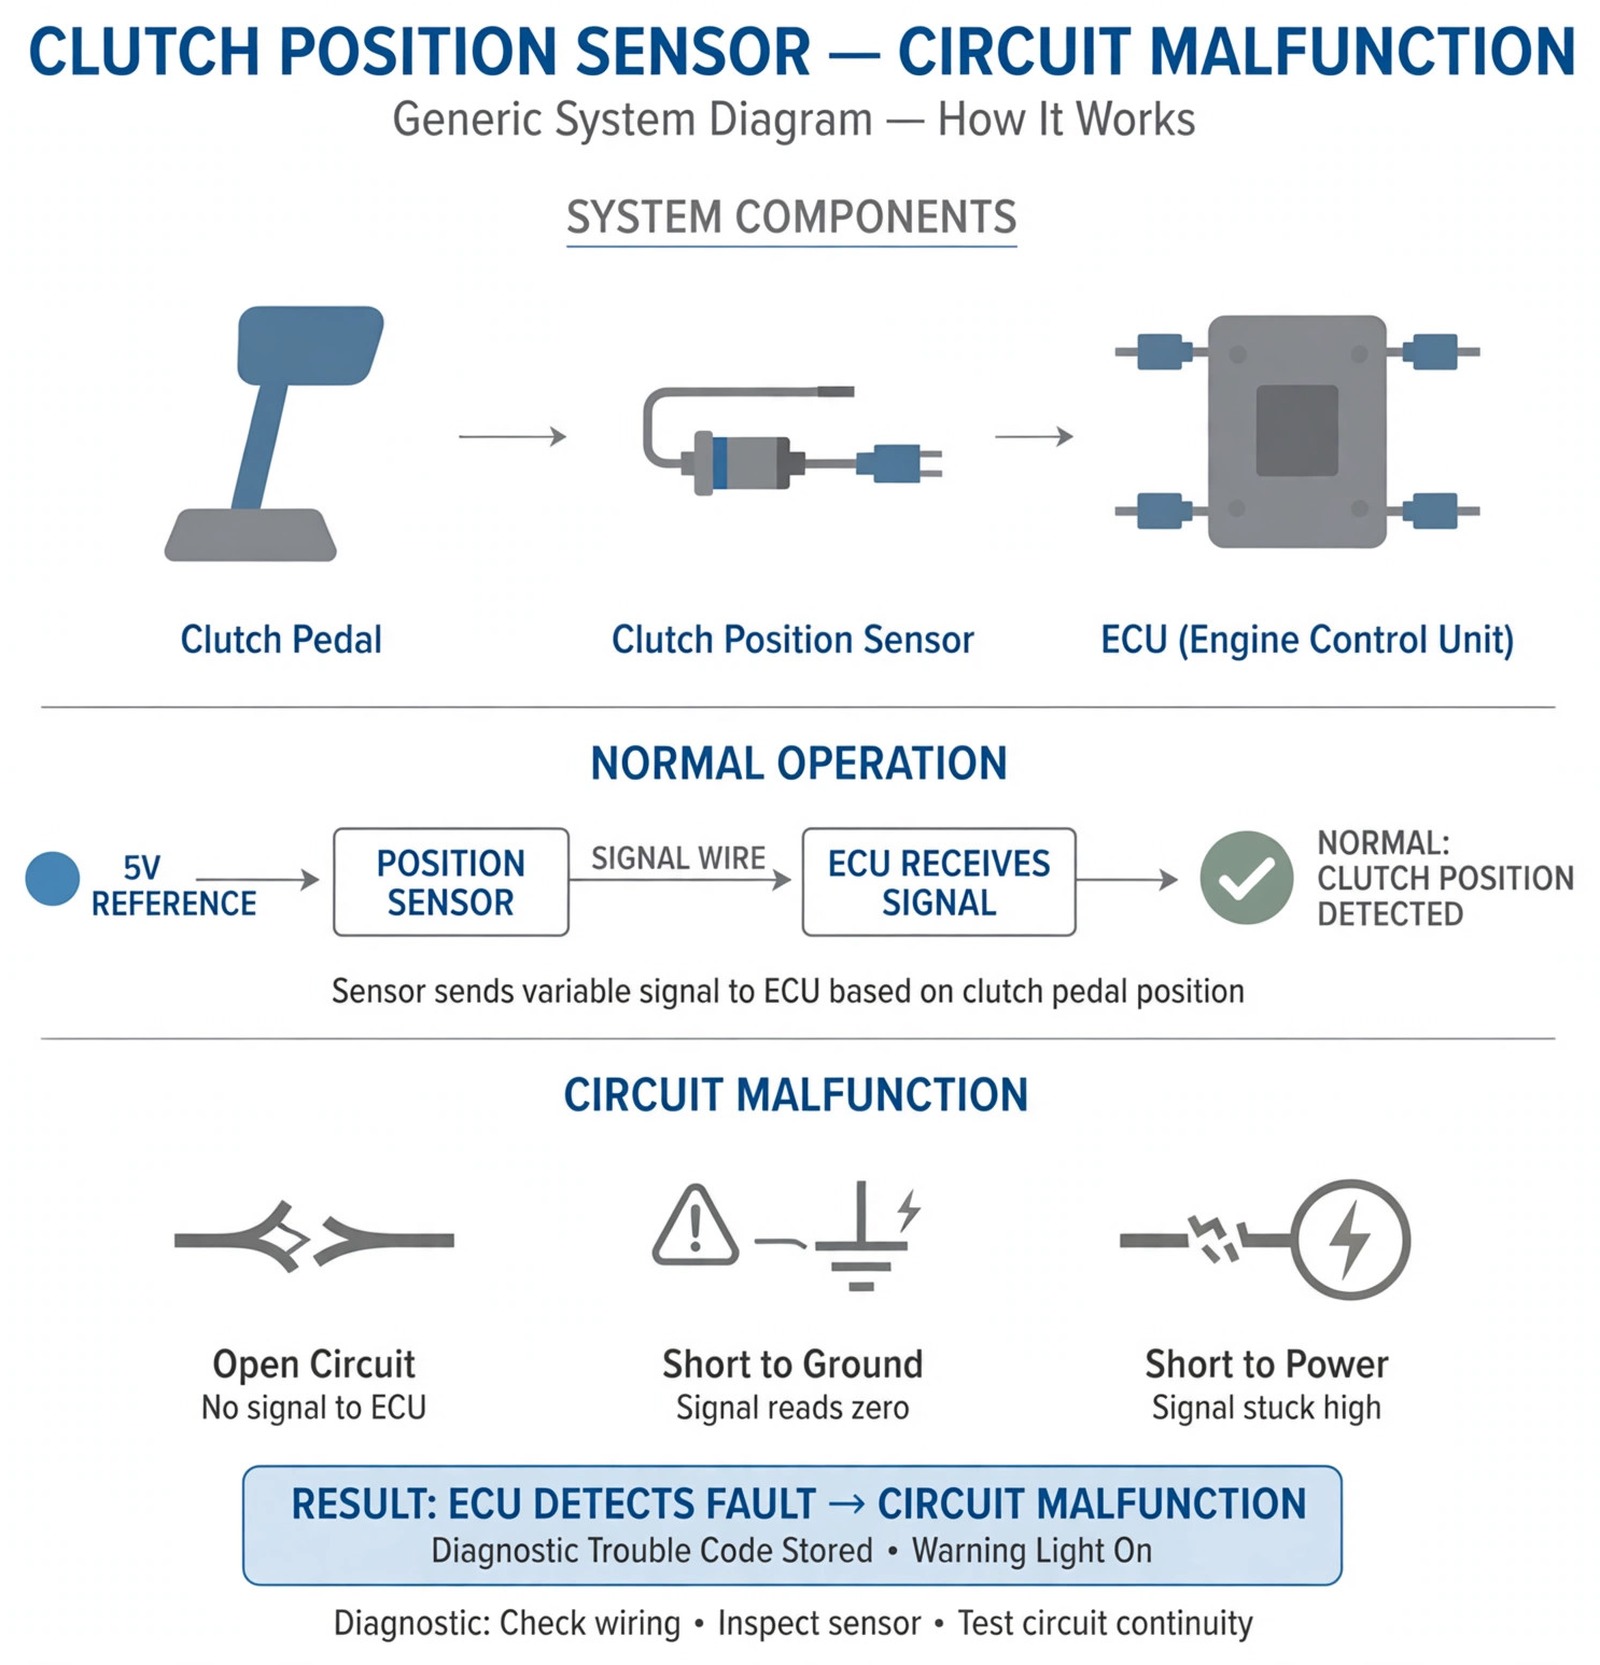 CLUTCH POSITION SENSOR — CIRCUIT MALFUNCTION
Generic System Diagram — How It Works
SYSTEM COMPONENTS
Clutch Pedal
Clutch Position Sensor
ECU (Engine Control Unit)
NORMAL OPERATION
5V
REFERENCE
POSITION
SENSOR
SIGNAL WIRE
ECU RECEIVES
SIGNAL
NORMAL:
CLUTCH POSITION
DETECTED
Sensor sends variable signal to ECU based on clutch pedal position
CIRCUIT MALFUNCTION
Open Circuit
No signal to ECU
Short to Ground
Signal reads zero
Short to Power
Signal stuck high
RESULT: ECU DETECTS FAULT → CIRCUIT MALFUNCTION
Diagnostic Trouble Code Stored • Warning Light On
Diagnostic: Check wiring • Inspect sensor • Test circuit continuity